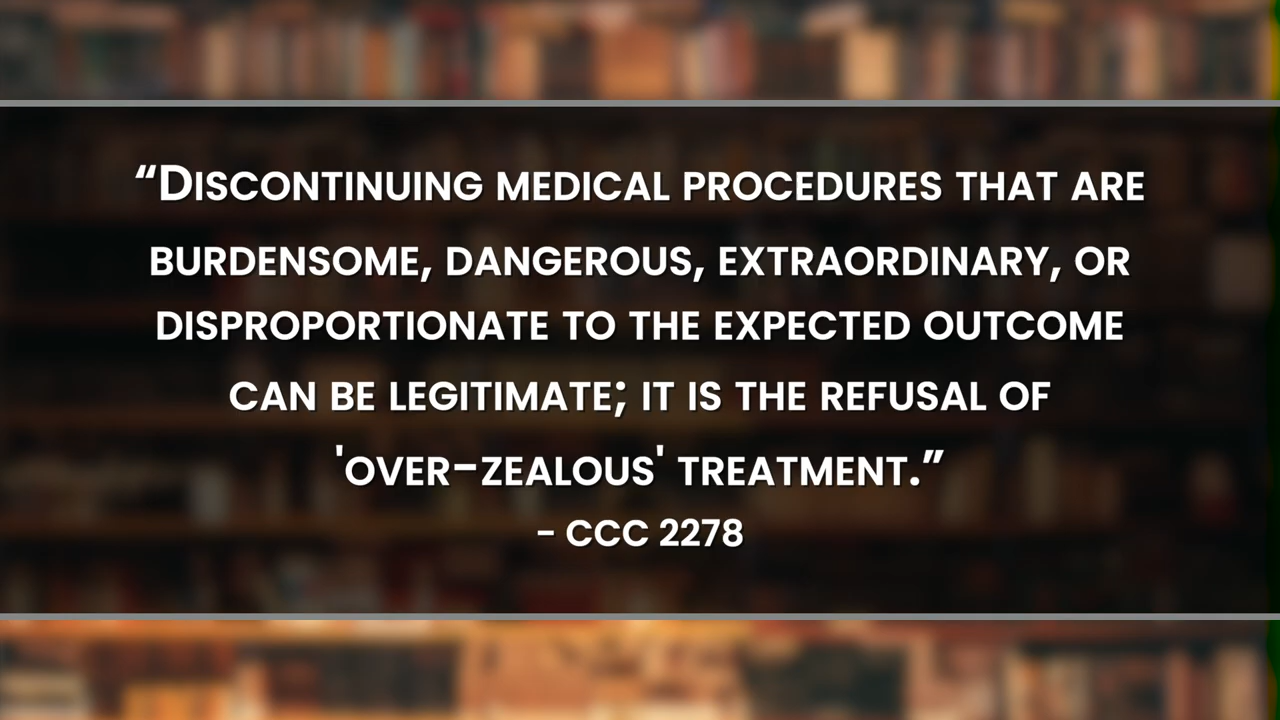 “Discontinuing medical procedures that are
burdensome, dangerous, extraordinary, or
disproportionate to the expected outcome
can be legitimate; it is the refusal of
'over-zealous' treatment.”
- CCC 2278